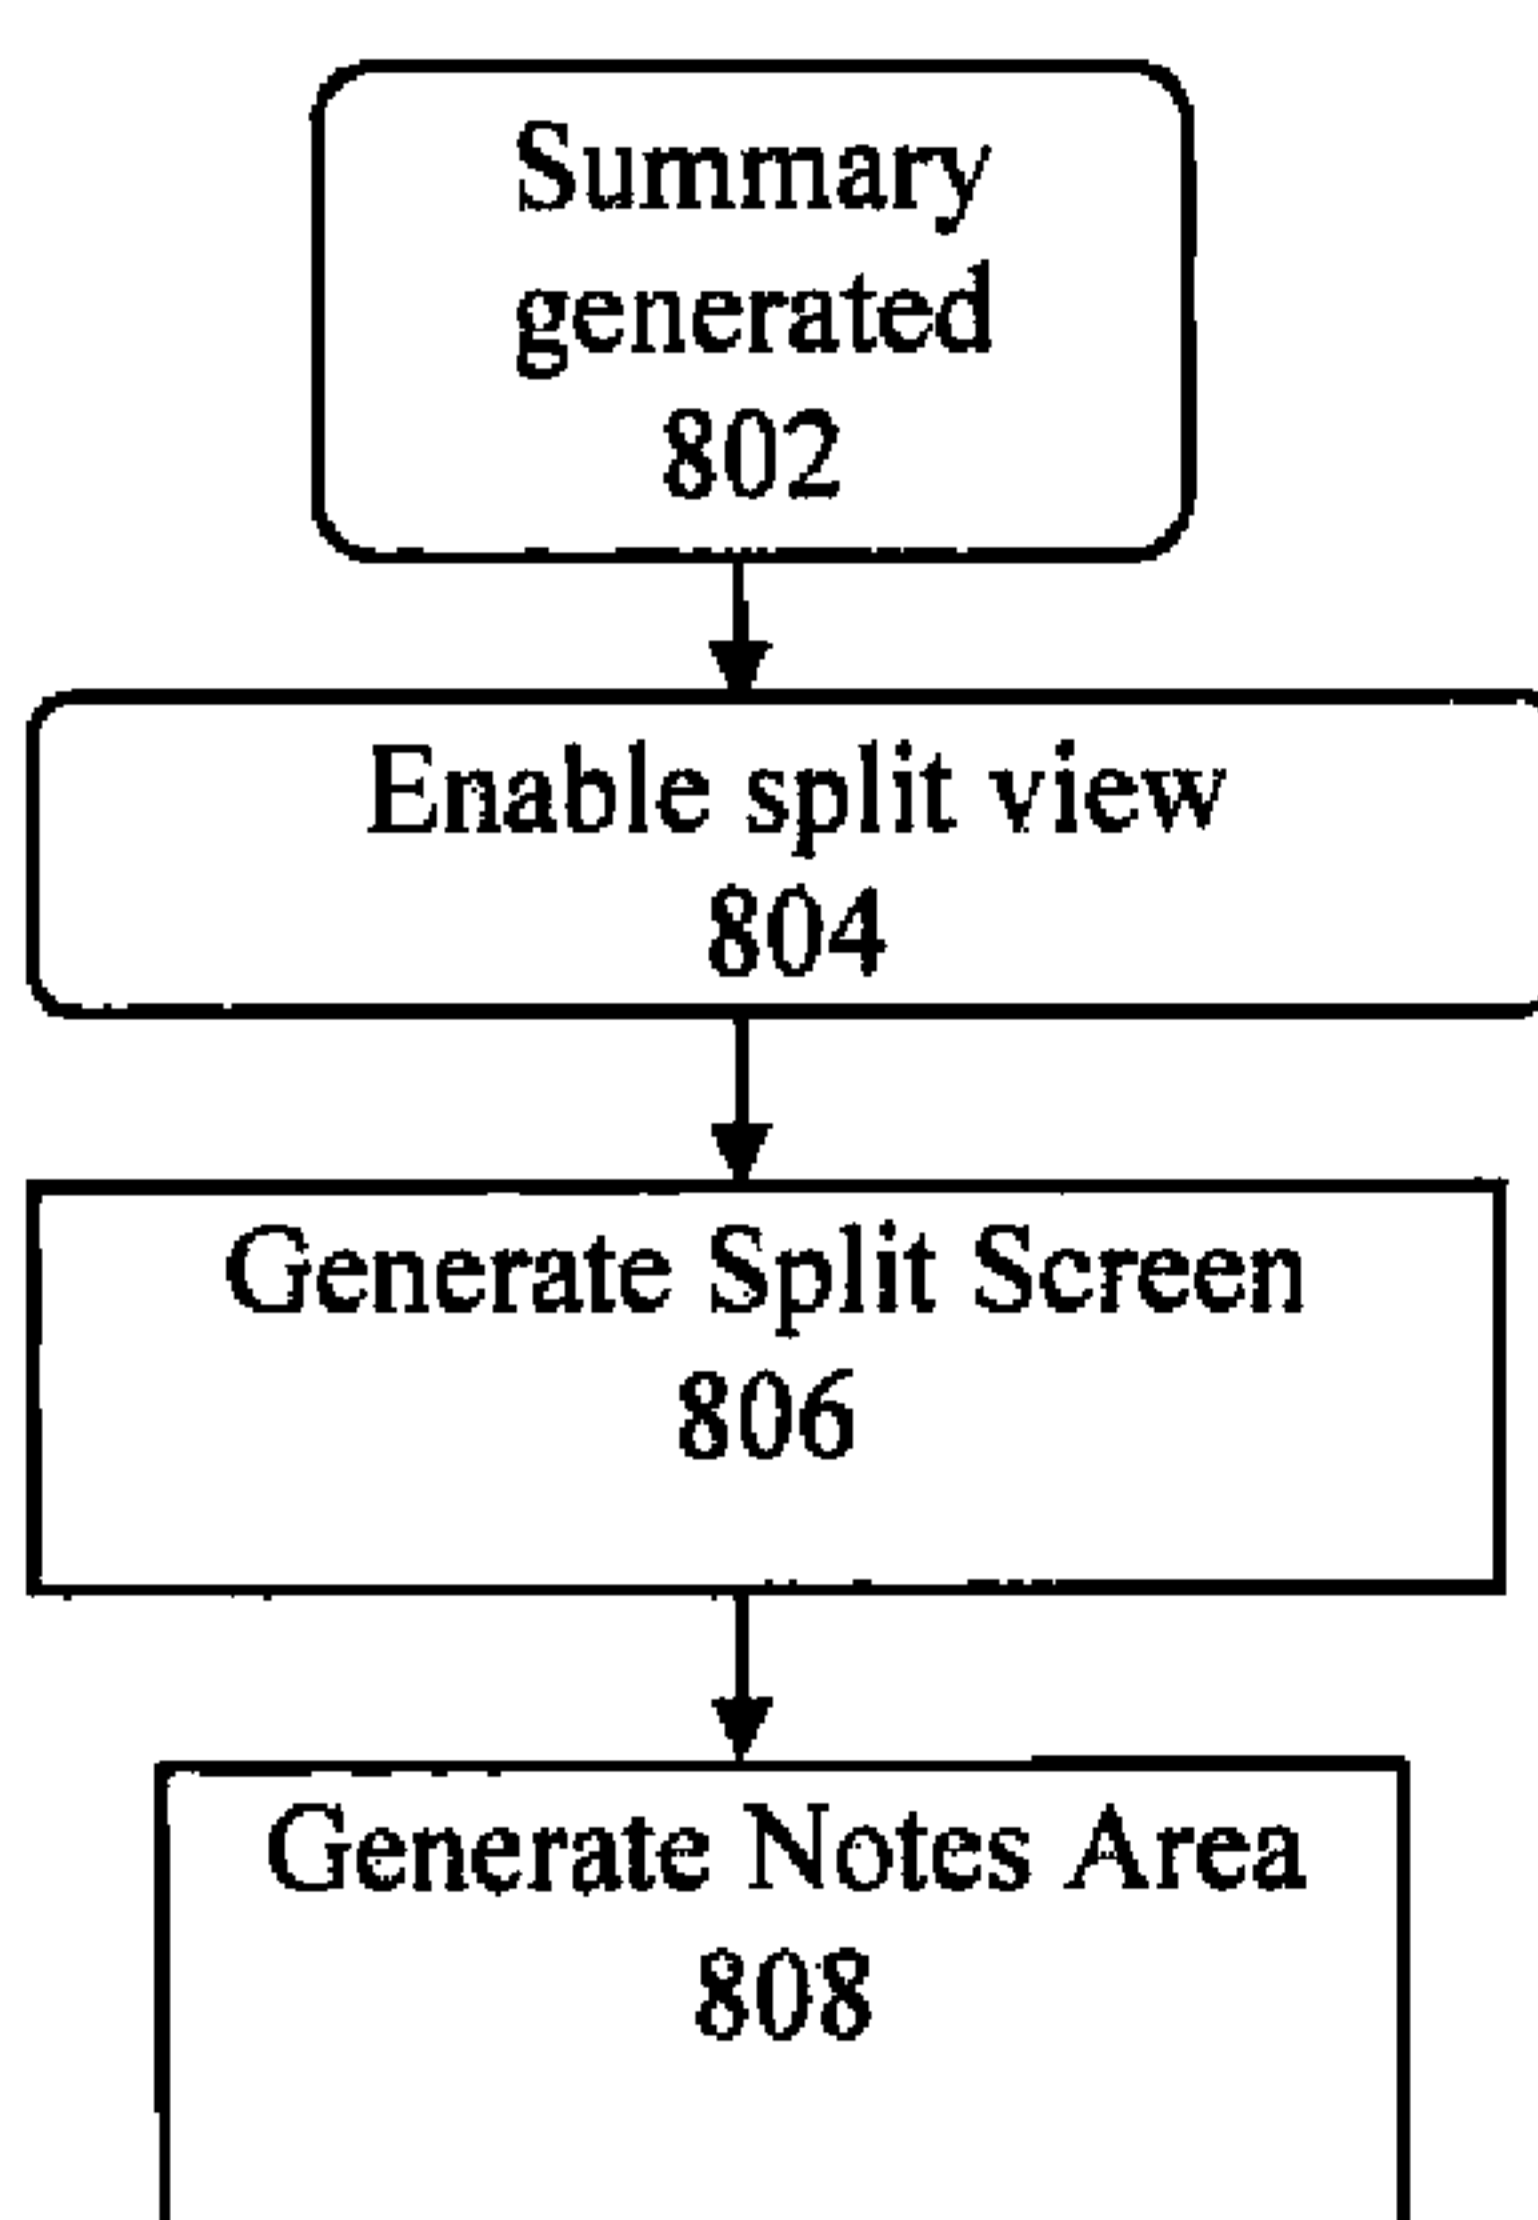 Summary
generated
802
Enable split view
804
Generate Split Screen
806
Generate Notes Area
808